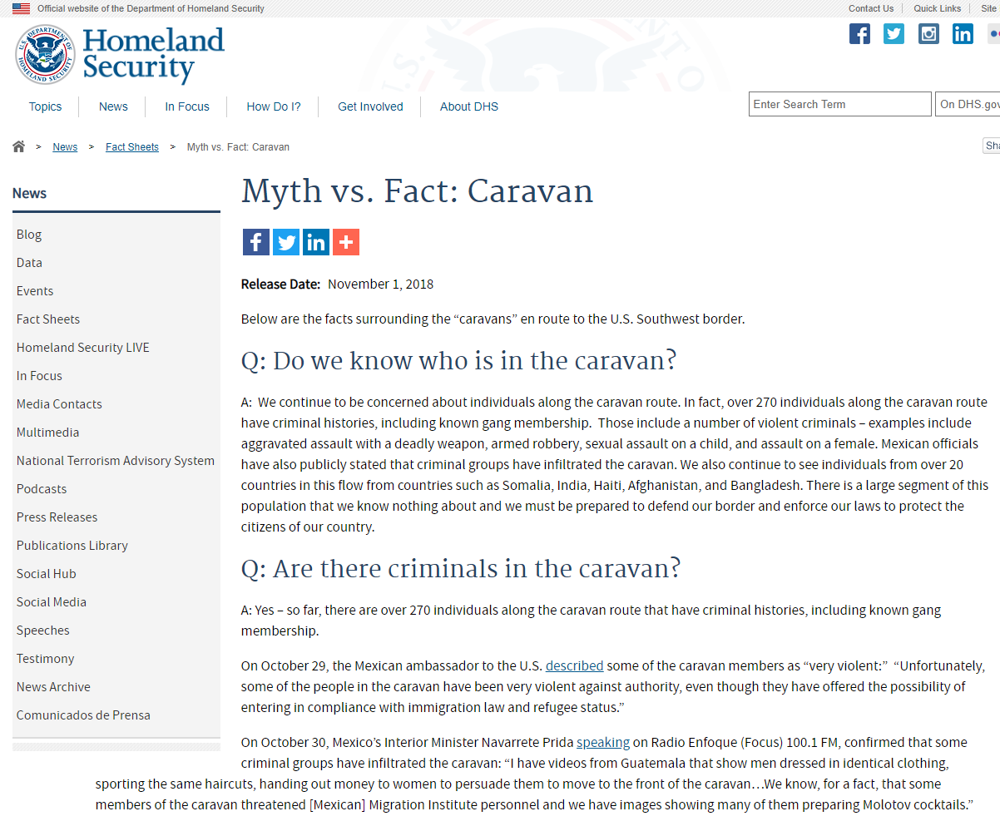 Official website of the Department of Homeland Security
Contact Us
Quick Links
Site
U.S. DEPARTMENT OF HOMELAND SECURITY
Homeland
Security
Topics
News
In Focus
How Do I?
Get Involved
About DHS
Enter Search Term
On DHS.gov
> News > Fact Sheets > Myth vs. Fact: Caravan
Sha
News
Blog
Data
Events
Fact Sheets
Homeland Security LIVE
In Focus
Media Contacts
Multimedia
National Terrorism Advisory System
Podcasts
Press Releases
Publications Library
Social Hub
Social Media
Speeches
Testimony
News Archive
Comunicados de Prensa
Myth vs. Fact: Caravan
Release Date: November 1, 2018
Below are the facts surrounding the “caravans” en route to the U.S. Southwest border.
Q: Do we know who is in the caravan?
A: We continue to be concerned about individuals along the caravan route. In fact, over 270 individuals along the caravan route
have criminal histories, including known gang membership. Those include a number of violent criminals – examples include
aggravated assault with a deadly weapon, armed robbery, sexual assault on a child, and assault on a female. Mexican officials
have also publicly stated that criminal groups have infiltrated the caravan. We also continue to see individuals from over 20
countries in this flow from countries such as Somalia, India, Haiti, Afghanistan, and Bangladesh. There is a large segment of this
population that we know nothing about and we must be prepared to defend our border and enforce our laws to protect the
citizens of our country.
Q: Are there criminals in the caravan?
A: Yes – so far, there are over 270 individuals along the caravan route that have criminal histories, including known gang
membership.
On October 29, the Mexican ambassador to the U.S. described some of the caravan members as “very violent:” “Unfortunately,
some of the people in the caravan have been very violent against authority, even though they have offered the possibility of
entering in compliance with immigration law and refugee status.”
On October 30, Mexico’s Interior Minister Navarrete Prida speaking on Radio Enfoque (Focus) 100.1 FM, confirmed that some
criminal groups have infiltrated the caravan: “I have videos from Guatemala that show men dressed in identical clothing,
sporting the same haircuts, handing out money to women to persuade them to move to the front of the caravan…We know, for a fact, that some
members of the caravan threatened [Mexican] Migration Institute personnel and we have images showing many of them preparing Molotov cocktails.”